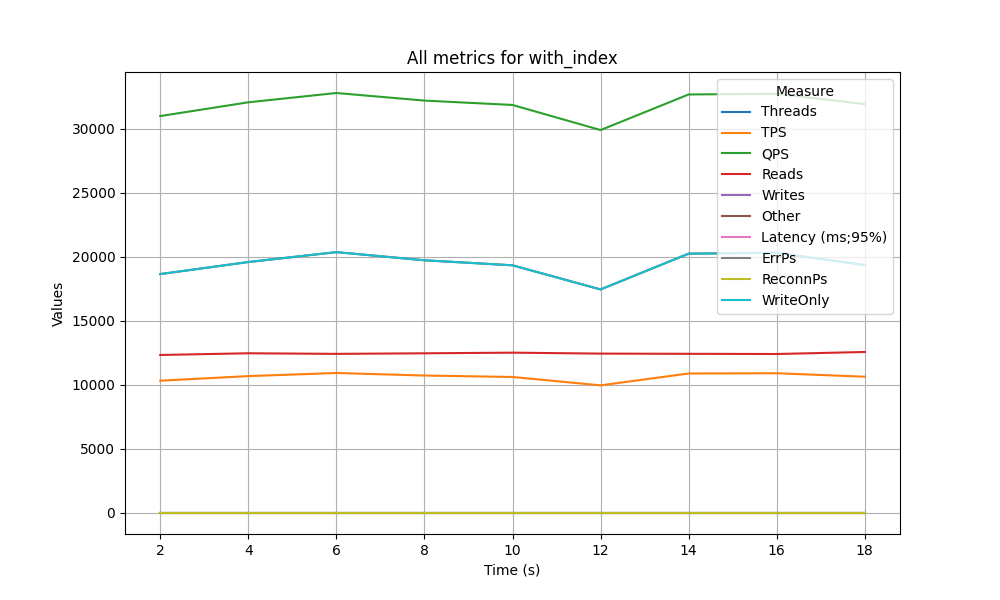 All metrics for with_index
Measure
Threads
TPS
QPS
Reads
Writes
Other
Latency (ms;95%)
ErrPs
ReconnPs
WriteOnly
Values
30000
25000
20000
15000
10000
5000
0
2 4 6 8 10 12 14 16 18
Time (s)